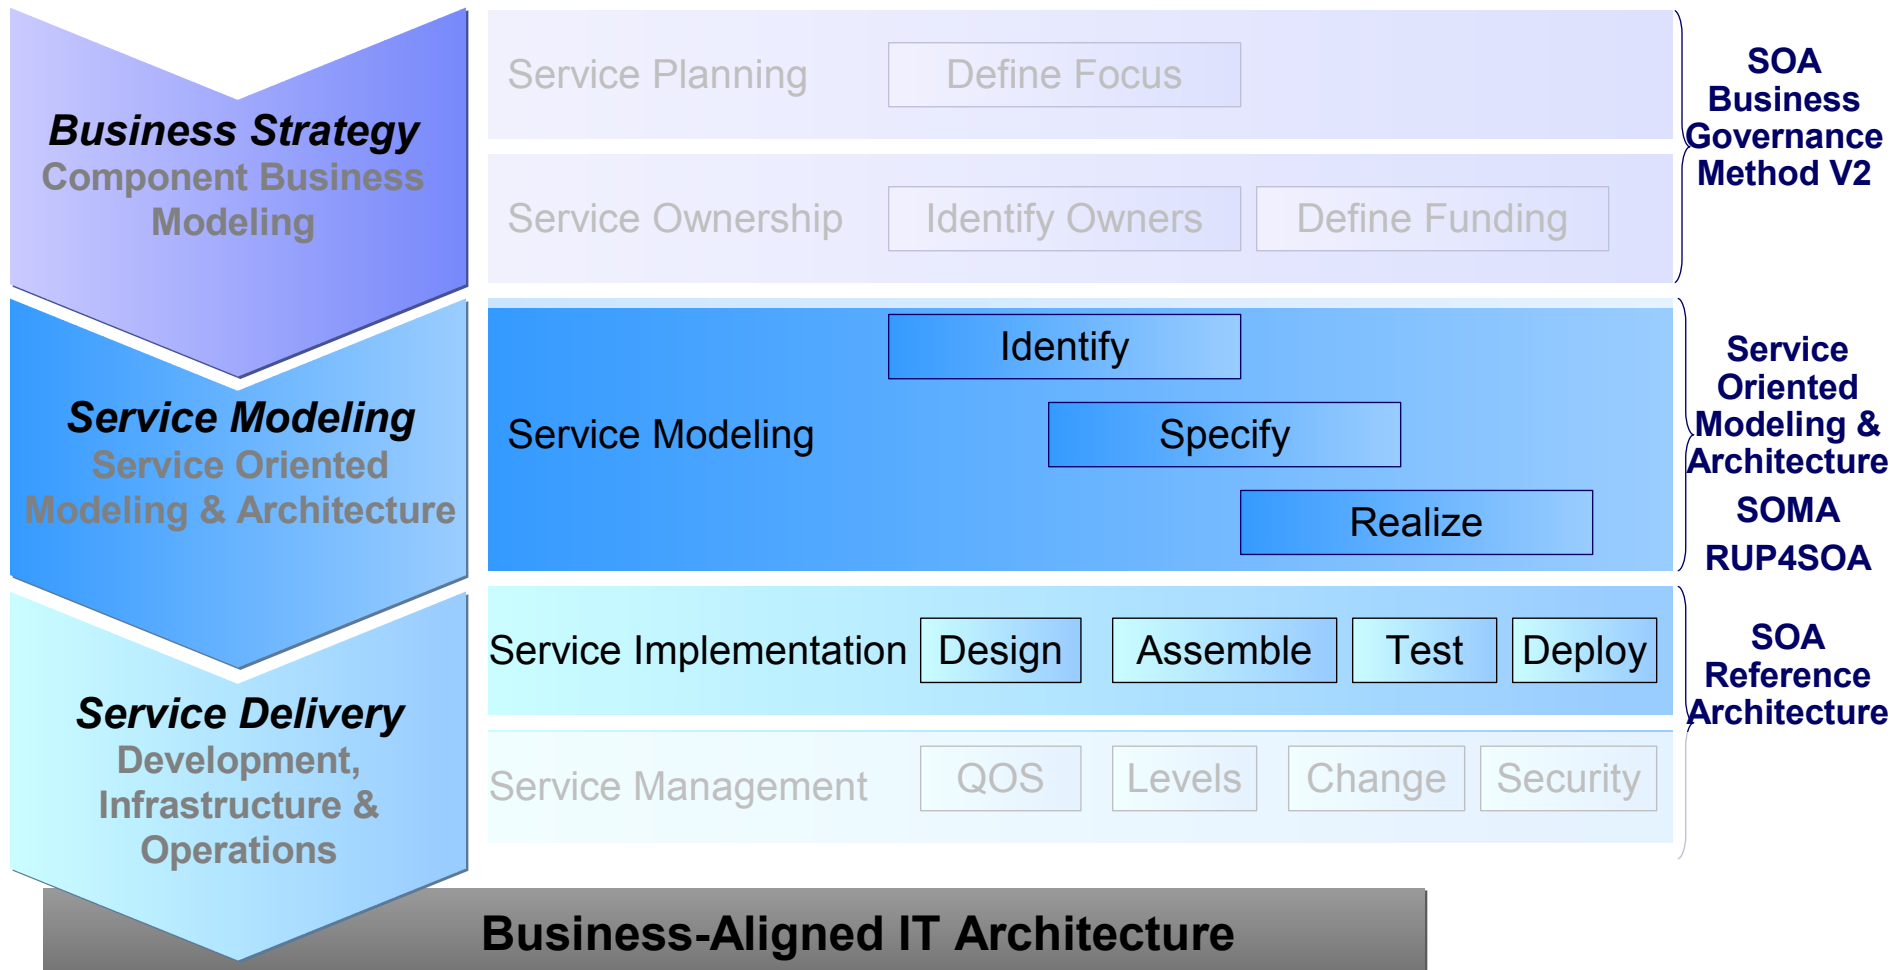 Business Strategy
Component Business
Modeling
Service Planning
Define Focus
Service Ownership
Identify Owners
Define Funding
SOA
Business
Governance
Method V2
Service Modeling
Service Oriented
Modeling & Architecture
Service Modeling
Identify
Specify
Realize
Service
Oriented
Modeling &
Architecture
SOMA
RUP4SOA
Service Delivery
Development,
Infrastructure &
Operations
Service Implementation
Design
Assemble
Test
Deploy
Service Management
QOS
Levels
Change
Security
SOA
Reference
Architecture
Business-Aligned IT Architecture